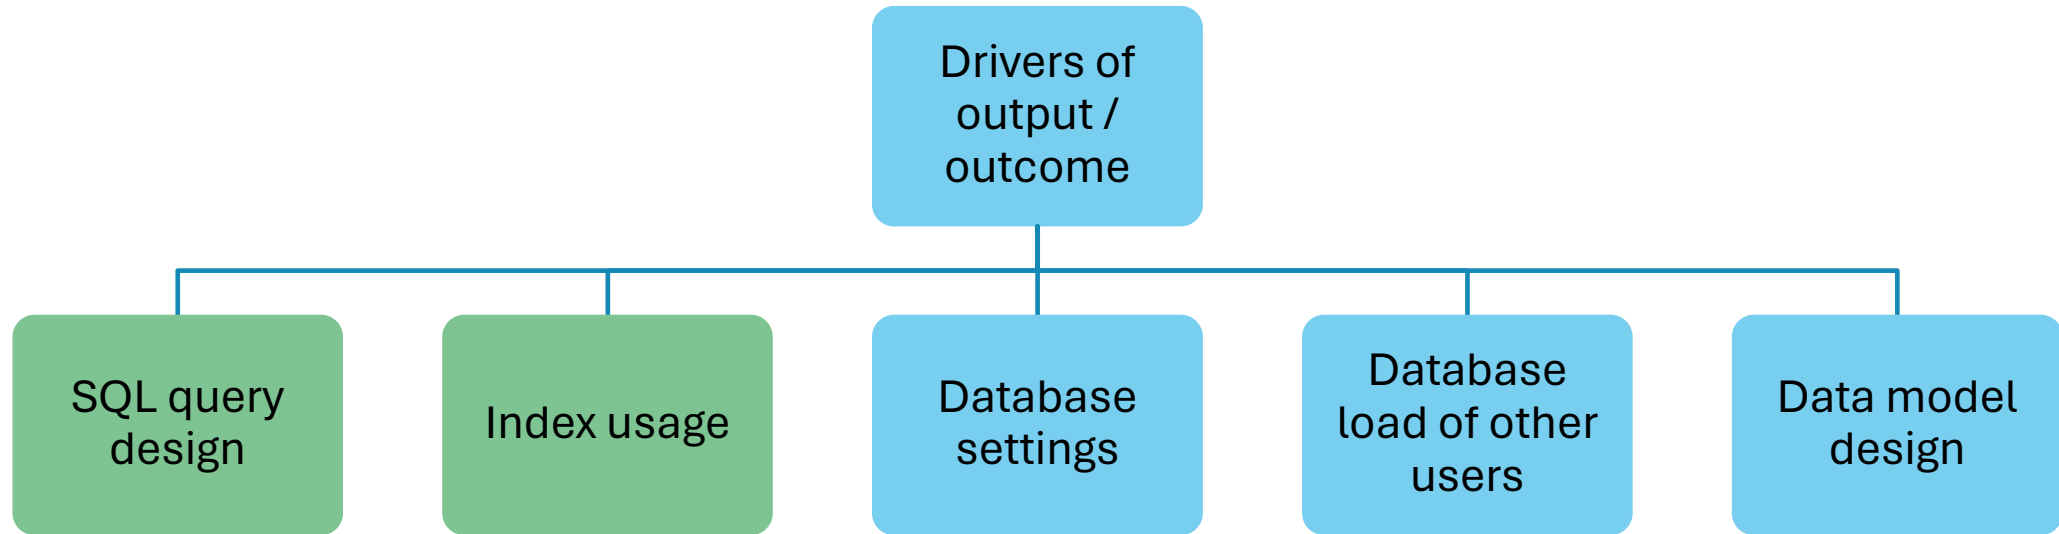 Drivers of
output /
outcome
SQL query
design
Index usage
Database
settings
Database
load of other
users
Data model
design